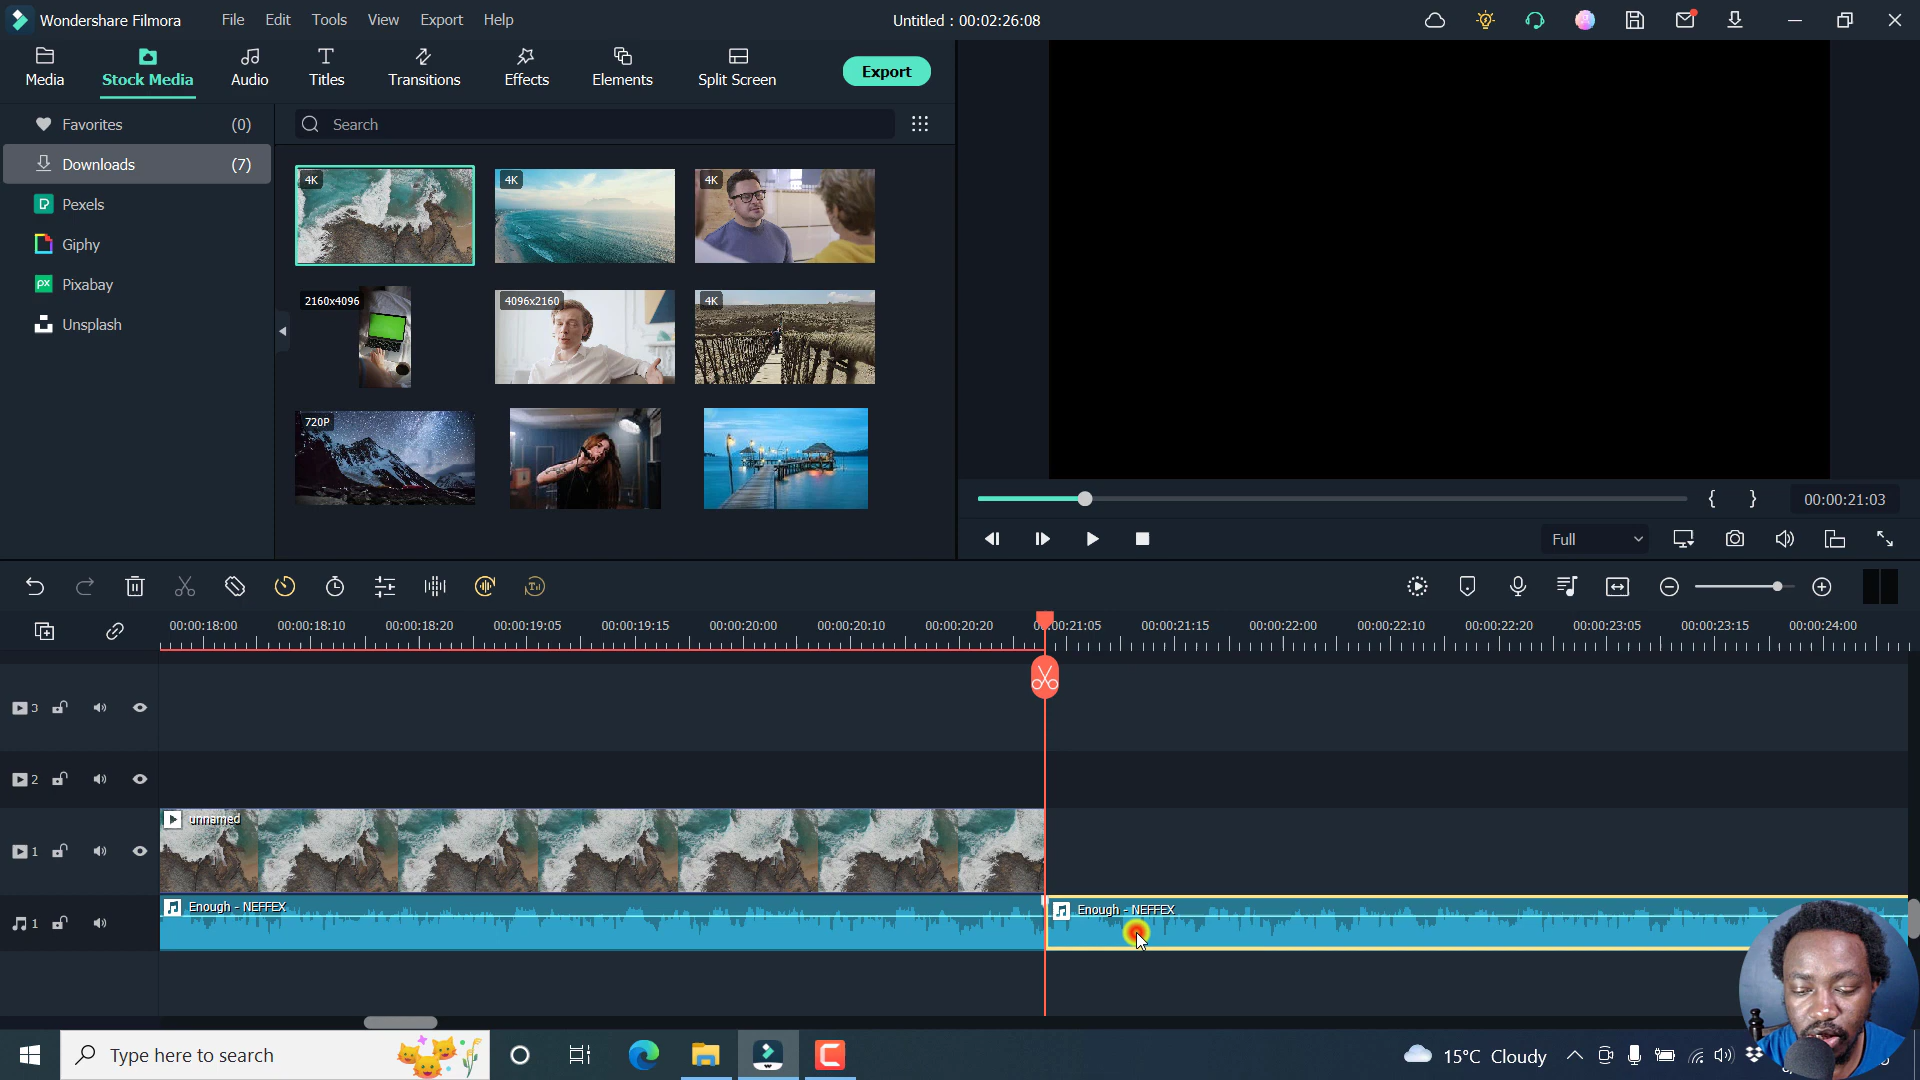 Wondershare Filmora
File Edit Tools View Export Help
Untitled : 00:02:26:08
Media
Stock Media
Audio
Titles
Transitions
Effects
Elements
Split Screen
Export
Favorites (0)
Search
Downloads (7)
Pexels
Giphy
Pixabay
Unsplash
4K
4K
4K
2160x4096
4096x2160
4K
720P
{ } 00:00:21:03
Full
00:00:18:00 00:00:18:10 00:00:18:20 00:00:19:05 00:00:19:15 00:00:20:00 00:00:20:10 00:00:20:20 00:00:21:05 00:00:21:15 00:00:22:00 00:00:22:10 00:00:22:20 00:00:23:05 00:00:23:15 00:00:24:00
3
2
unnamed
1
Enough - NEFFEX
Enough - NEFFEX
1
Type here to search
15°C Cloudy